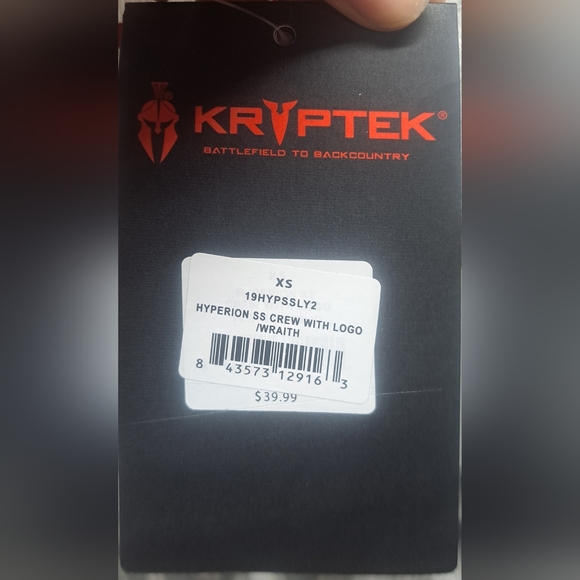 KRYPTEK®
BATTLEFIELD TO BACKCOUNTRY
XS
19HYPSSLY2
HYPERION SS CREW WITH LOGO
/WRAITH
8 43573 12916 3
$39.99